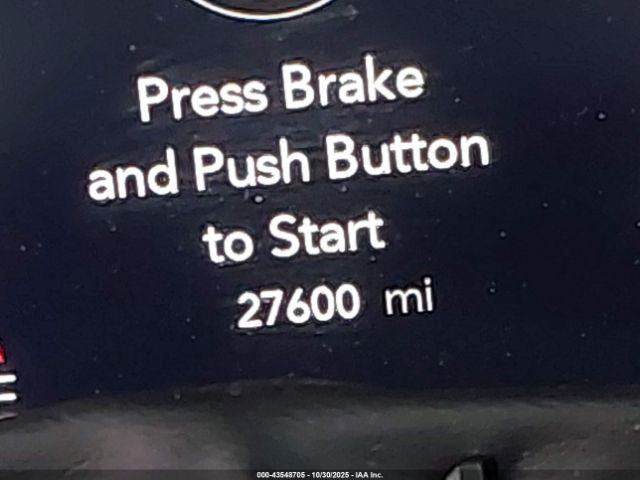 Press Brake
and Push Button
to Start
27600 mi
000-43548705 - 10/30/2025 - IAA Inc.